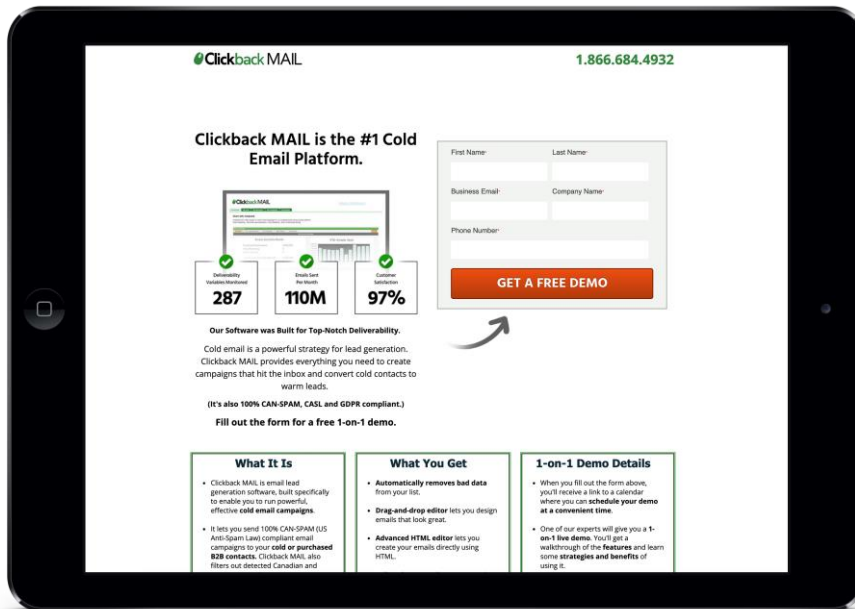 Clickback MAIL
1.866.684.4932
Clickback MAIL is the #1 Cold
Email Platform.
Clickback MAIL
Deliverability
Variables Monitored
287
Emails Sent
Per Month
110M
Customer
Satisfaction
97%
Our Software was Built for Top-Notch Deliverability.
Cold email is a powerful strategy for lead generation.
Clickback MAIL provides everything you need to create
campaigns that hit the inbox and convert cold contacts to
warm leads.
(It's also 100% CAN-SPAM, CASL and GDPR compliant.)
Fill out the form for a free 1-on-1 demo.
First Name*
Last Name*
Business Email*
Company Name*
Phone Number*
GET A FREE DEMO
What It Is
• Clickback MAIL is email lead
generation software, built specifically
to enable you to run powerful,
effective cold email campaigns.
• It lets you send 100% CAN-SPAM (US
Anti-Spam Law) compliant email
campaigns to your cold or purchased
B2B contacts. Clickback MAIL also
filters out detected Canadian and
What You Get
• Automatically removes bad data
from your list.
• Drag-and-drop editor lets you design
emails that look great.
• Advanced HTML editor lets you
create your emails directly using
HTML.
1-on-1 Demo Details
• When you fill out the form above,
you'll receive a link to a calendar
where you can schedule your demo
at a convenient time.
• One of our experts will give you a 1-
on-1 live demo. You'll get a
walkthrough of the features and learn
some strategies and benefits of
using it.